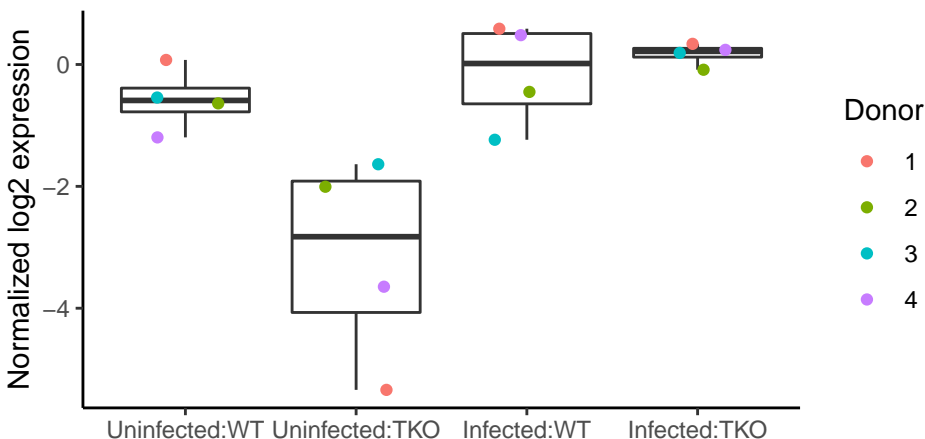 Normalized log2 expression
0
−2
−4
Uninfected:WT Uninfected:TKO Infected:WT Infected:TKO
Donor
1
2
3
4